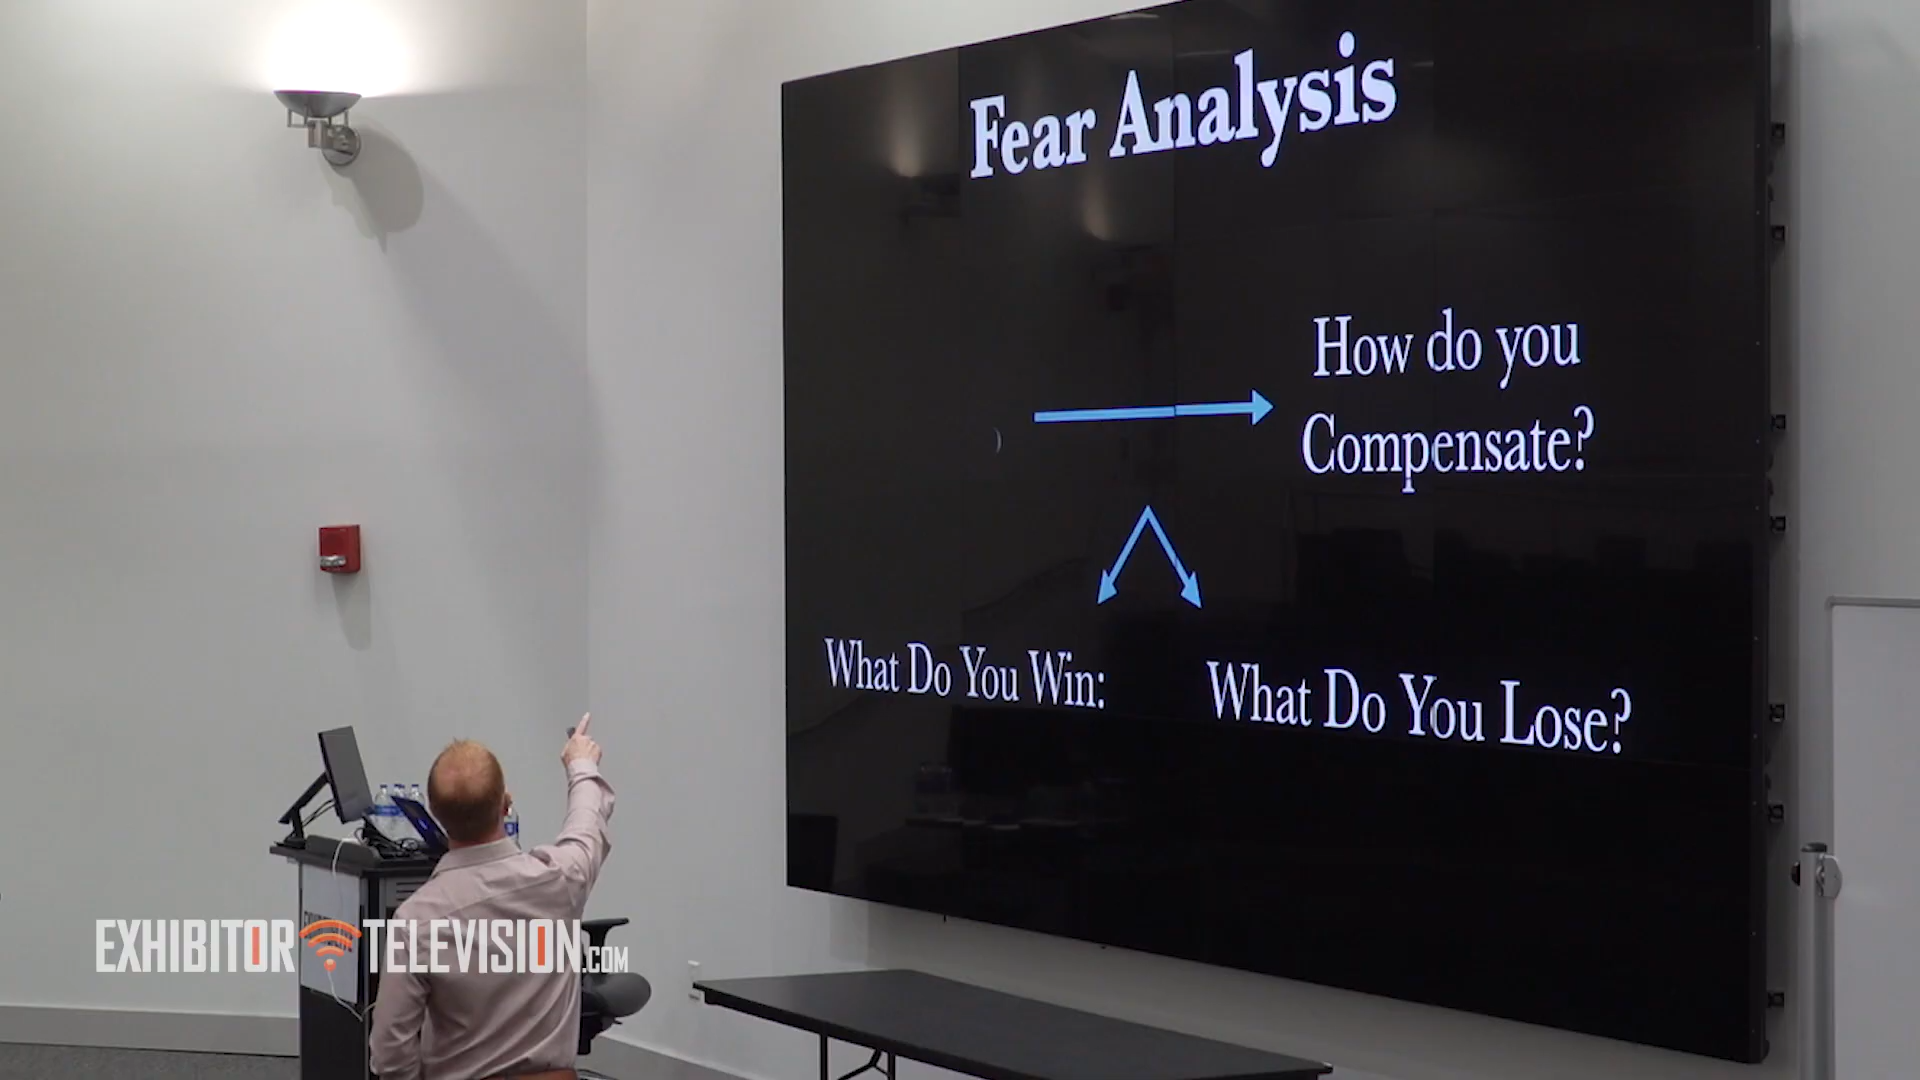 Fear Analysis
How do you
Compensate?
What Do You Win:
What Do You Lose?
EXHIBITOR TELEVISION.COM